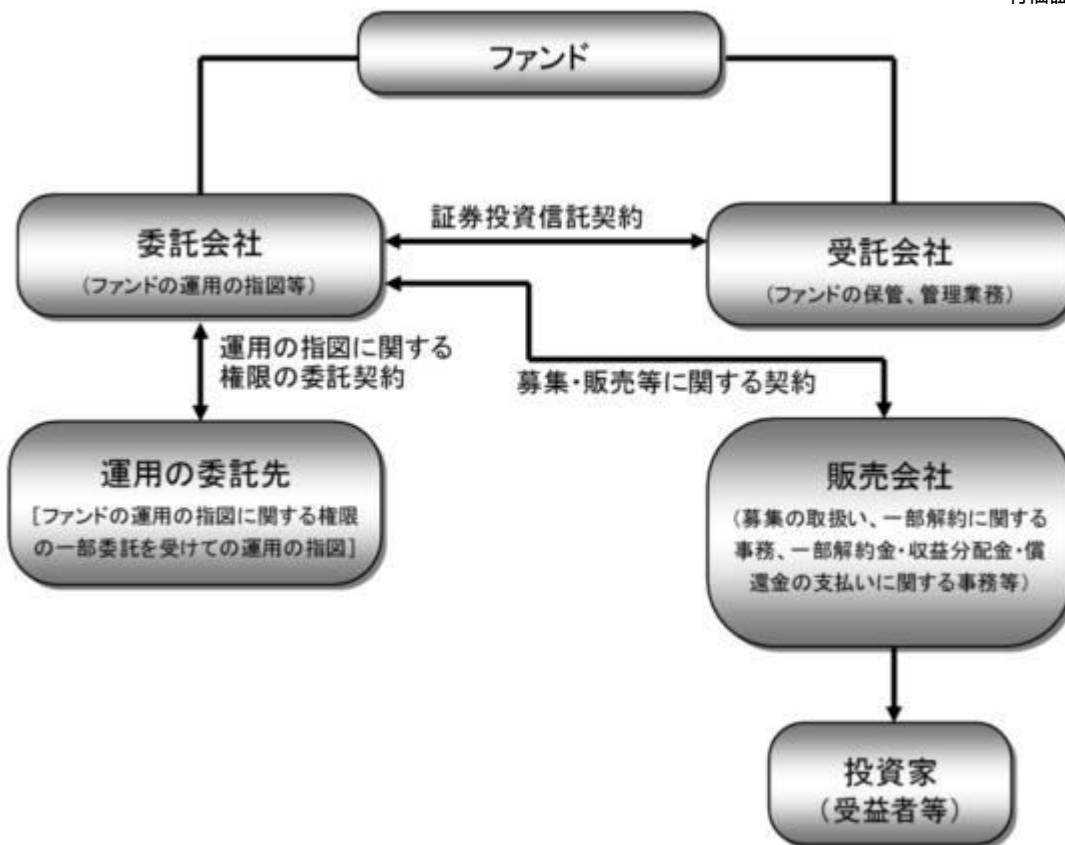 ファンド
委託会社
(ファンドの運用の指図等)
証券投資信託契約
受託会社
(ファンドの保管、管理業務)
運用の指図に関する
権限の委託契約
募集・販売等に関する契約
運用の委託先
[ファンドの運用の指図に関する権限
の一部委託を受けての運用の指図]
販売会社
(募集の取扱い、一部解約に関する
事務、一部解約金・収益分配金・償
還金の支払いに関する事務等)
投資家
(受益者等)